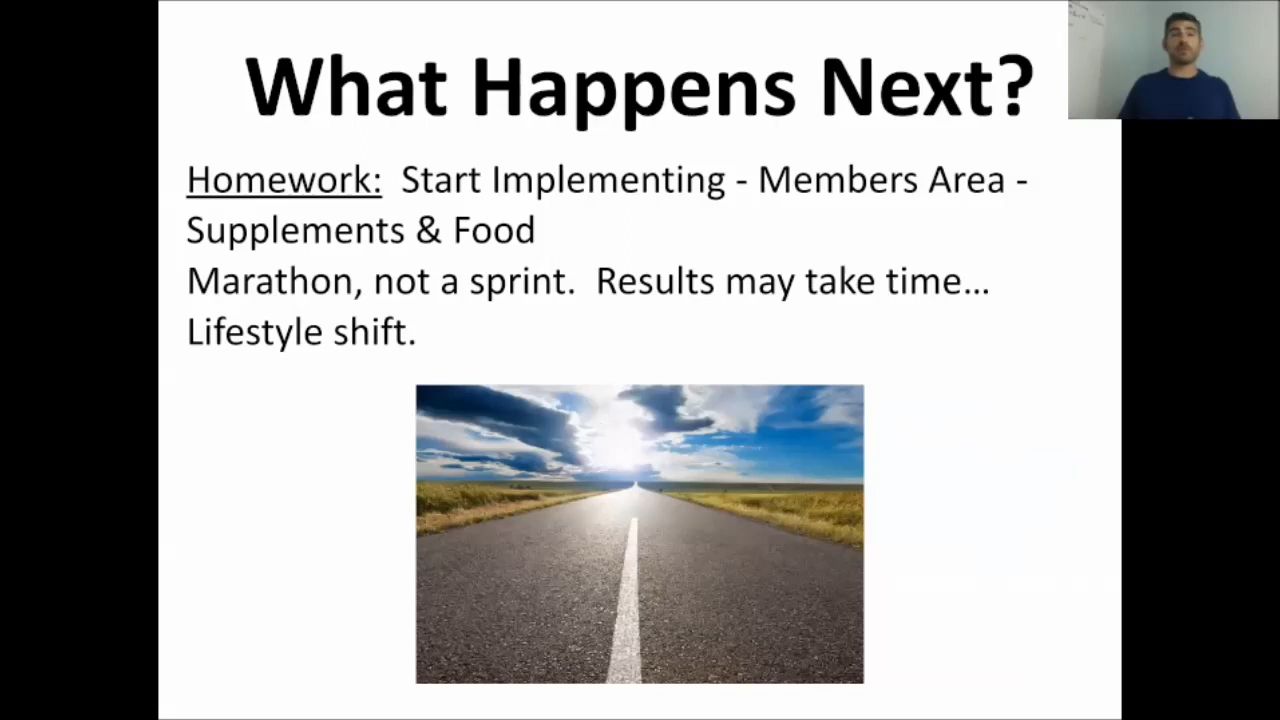 What Happens Next?
Homework:  Start Implementing - Members Area -
Supplements & Food
Marathon, not a sprint.  Results may take time...
Lifestyle shift.